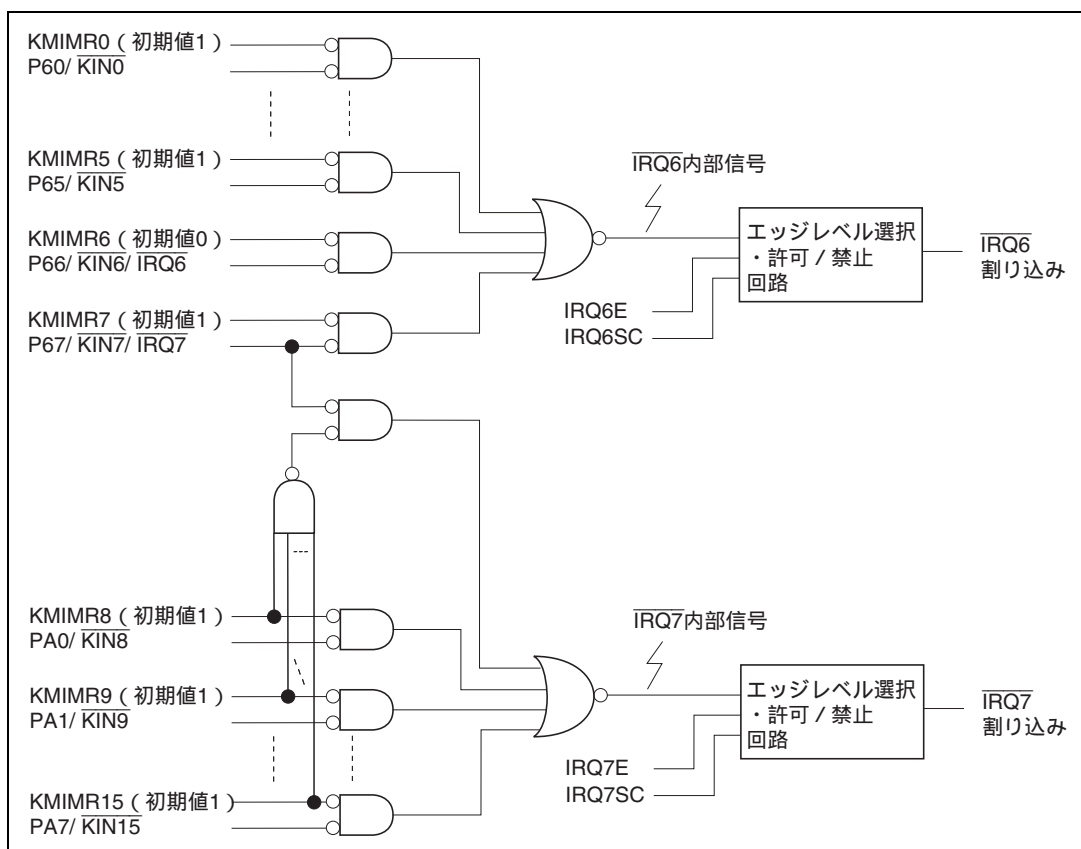 KMIMR0（初期値1）
P60/ KIN0
KMIMR5（初期値1）
P65/ KIN5
KMIMR6（初期値0）
P66/ KIN6/ IRQ6
KMIMR7（初期値1）
P67/ KIN7/ IRQ7
IRQ6内部信号
エッジレベル選択
・許可 / 禁止
回路
IRQ6E
IRQ6SC
IRQ6
割り込み
KMIMR8（初期値1）
PA0/ KIN8
KMIMR9（初期値1）
PA1/ KIN9
KMIMR15（初期値1）
PA7/ KIN15
IRQ7内部信号
エッジレベル選択
・許可 / 禁止
回路
IRQ7E
IRQ7SC
IRQ7
割り込み